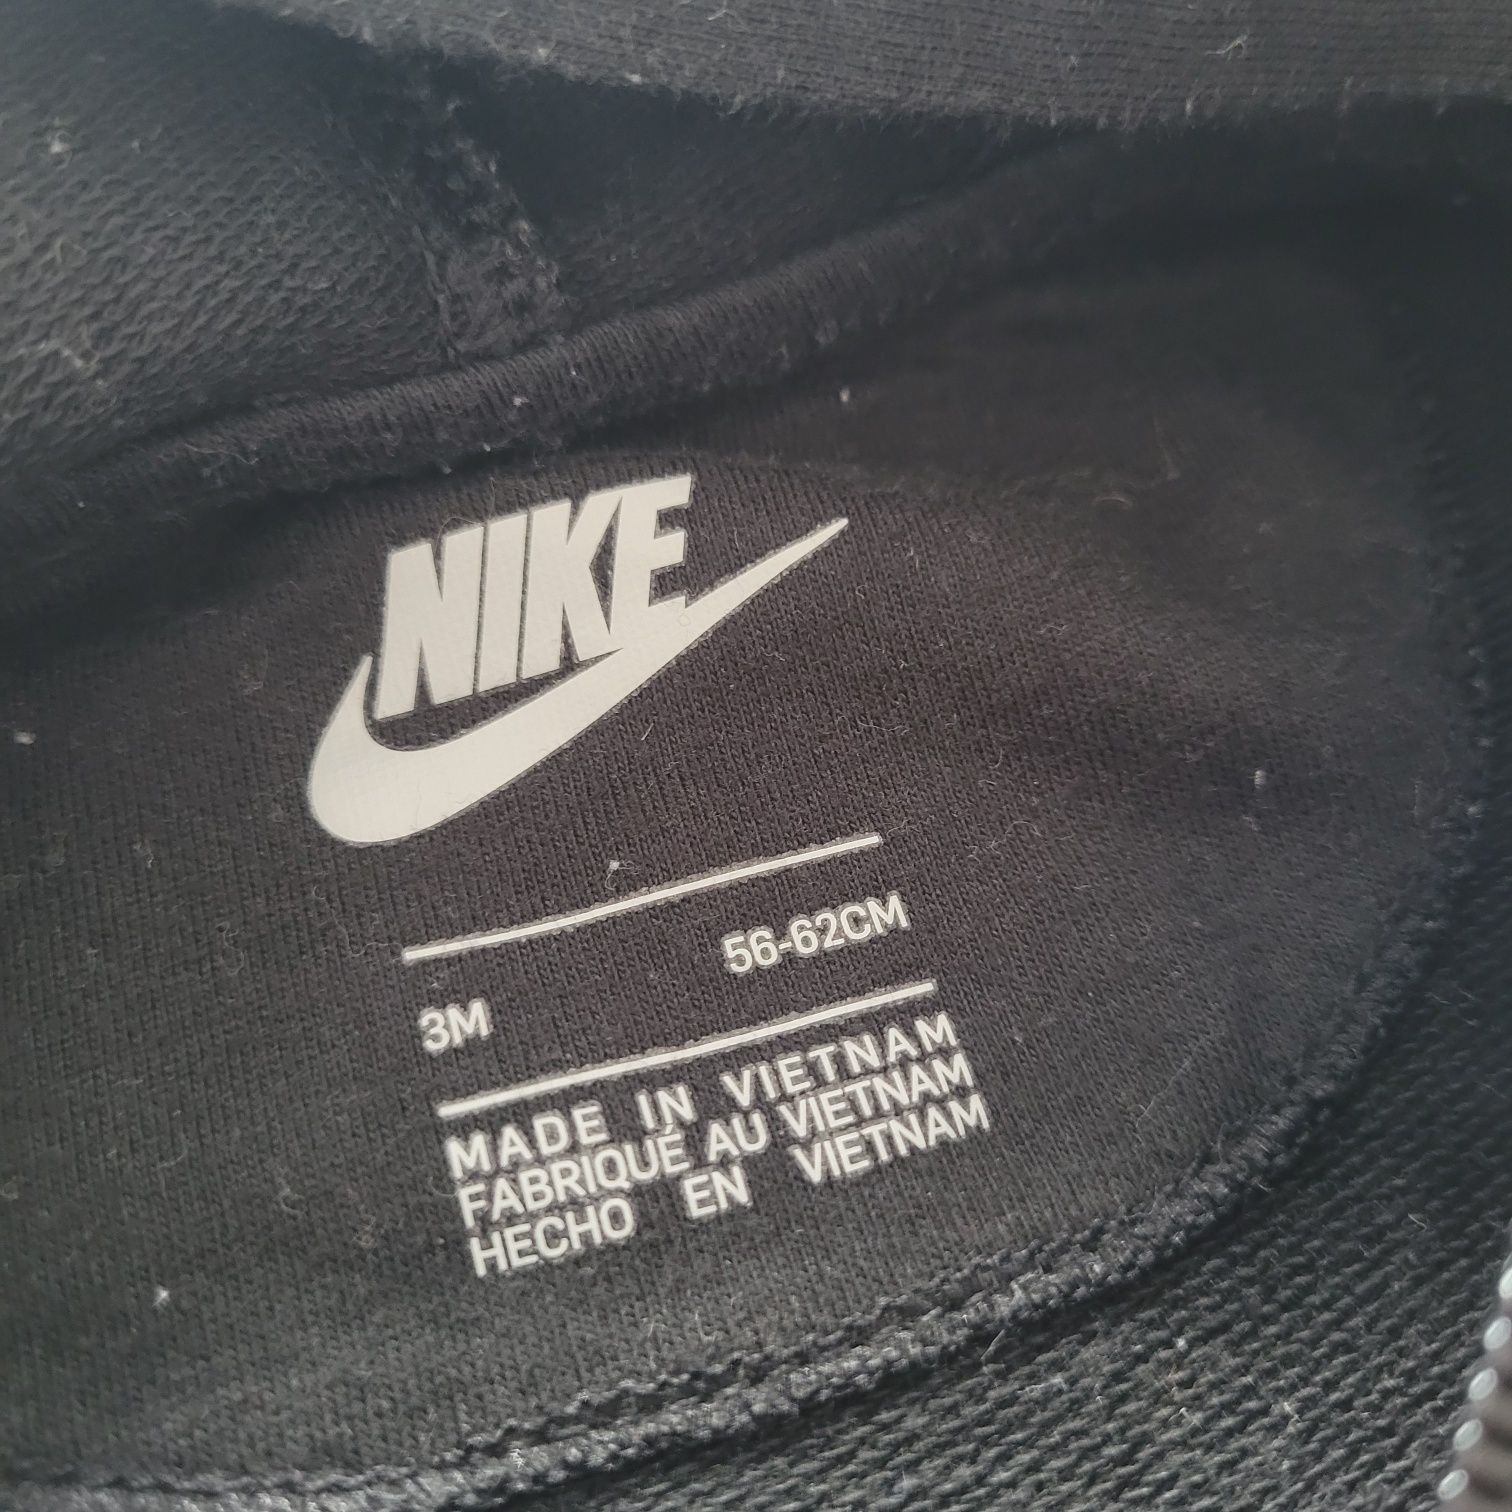 NIKE
3M 56-62CM
MADE IN VIETNAM
FABRIQUÉ AU VIETNAM
HECHO EN VIETNAM